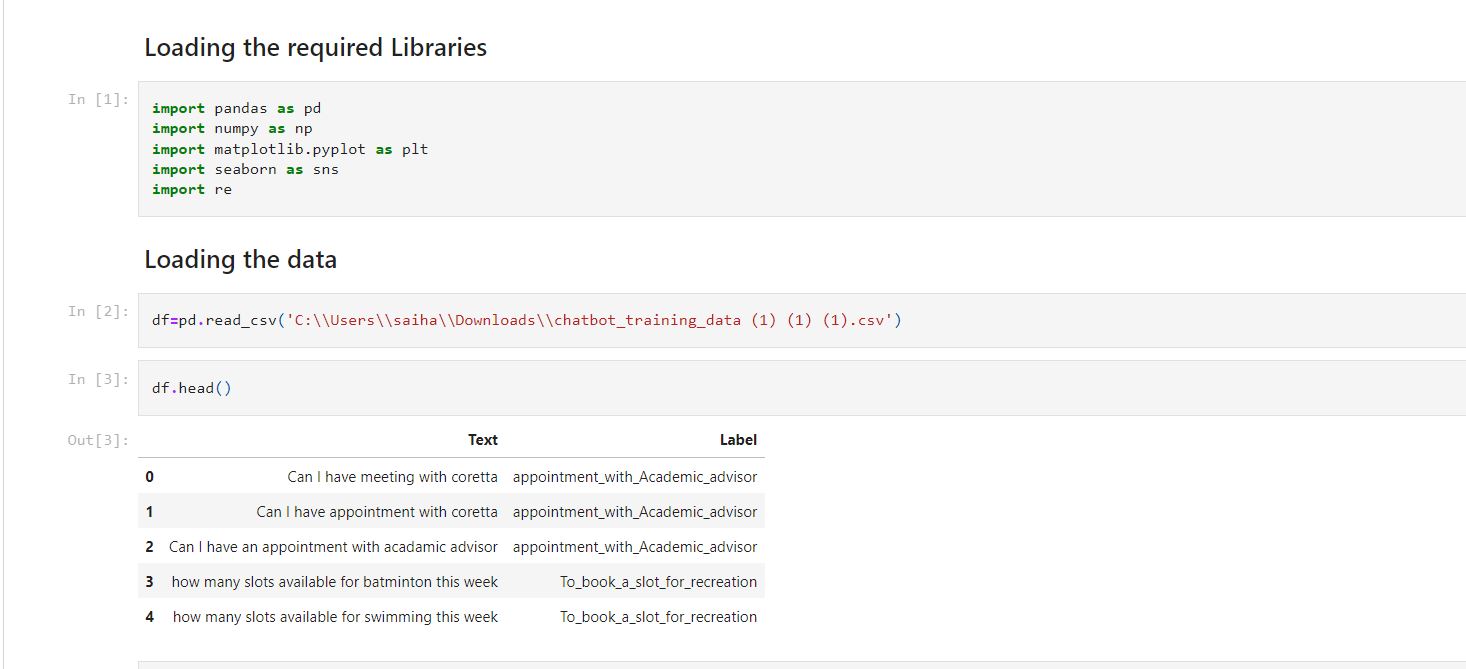 Loading the required Libraries
In [1]:
import pandas as pd
import numpy as np
import matplotlib.pyplot as plt
import seaborn as sns
import re
Loading the data
In [2]:
df=pd.read_csv('C:\\Users\\saiha\\Downloads\\chatbot_training_data (1) (1) (1).csv')
In [3]:
df.head()
Out[3]:
Text Label
0 Can I have meeting with coretta appointment_with_Academic_advisor
1 Can I have appointment with coretta appointment_with_Academic_advisor
2 Can I have an appointment with acadamic advisor appointment_with_Academic_advisor
3 how many slots available for batminton this week To_book_a_slot_for_recreation
4 how many slots available for swimming this week To_book_a_slot_for_recreation